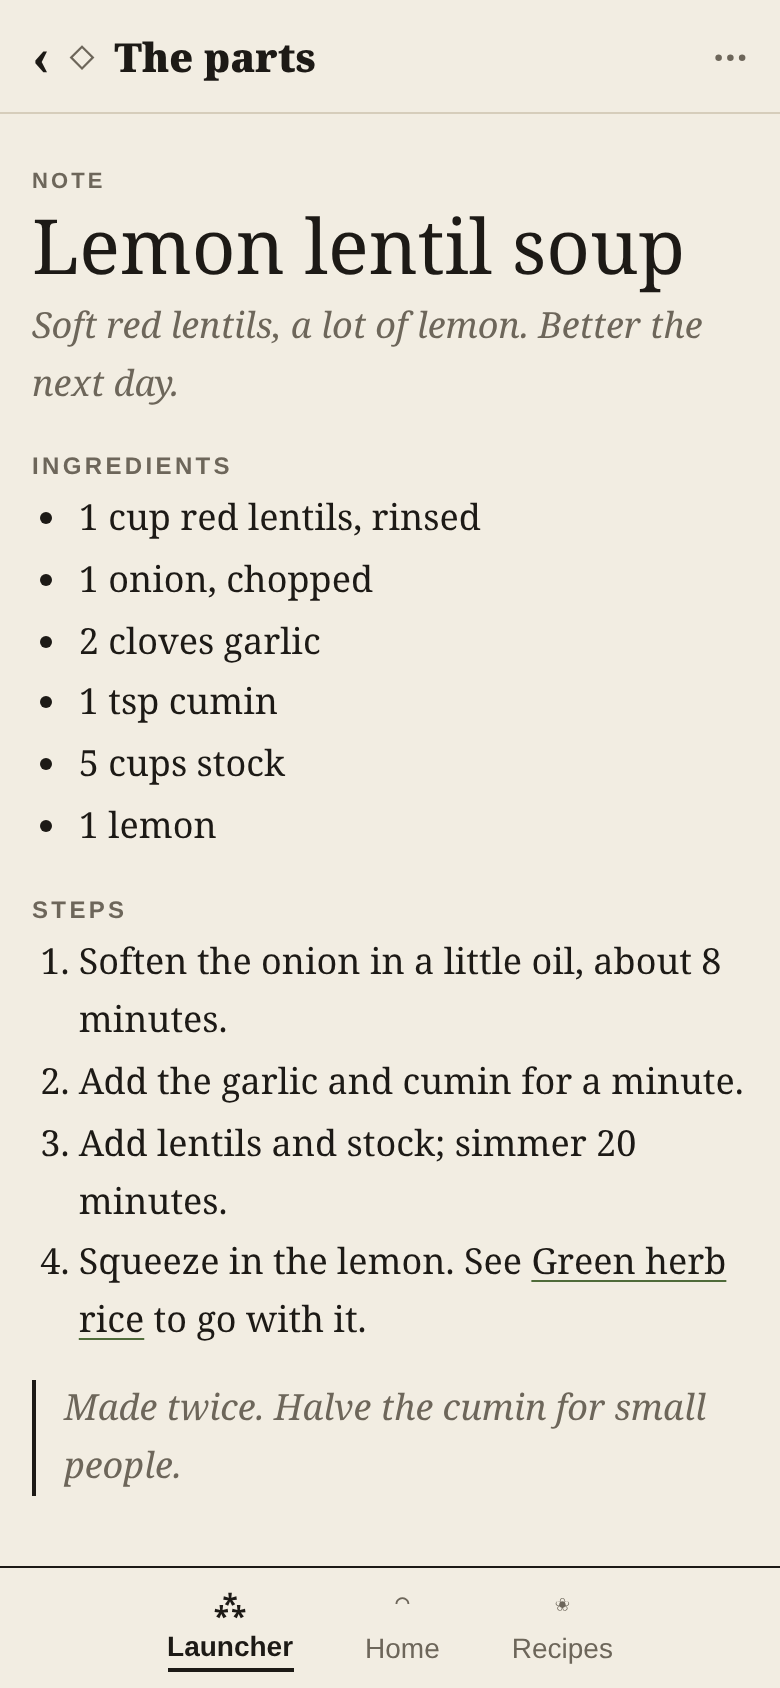 ‹ ◇ The parts ···
NOTE
Lemon lentil soup
Soft red lentils, a lot of lemon. Better the
next day.
INGREDIENTS
• 1 cup red lentils, rinsed
• 1 onion, chopped
• 2 cloves garlic
• 1 tsp cumin
• 5 cups stock
• 1 lemon
STEPS
1. Soften the onion in a little oil, about 8
minutes.
2. Add the garlic and cumin for a minute.
3. Add lentils and stock; simmer 20
minutes.
4. Squeeze in the lemon. See Green herb
rice to go with it.
Made twice. Halve the cumin for small
people.
Launcher Home Recipes